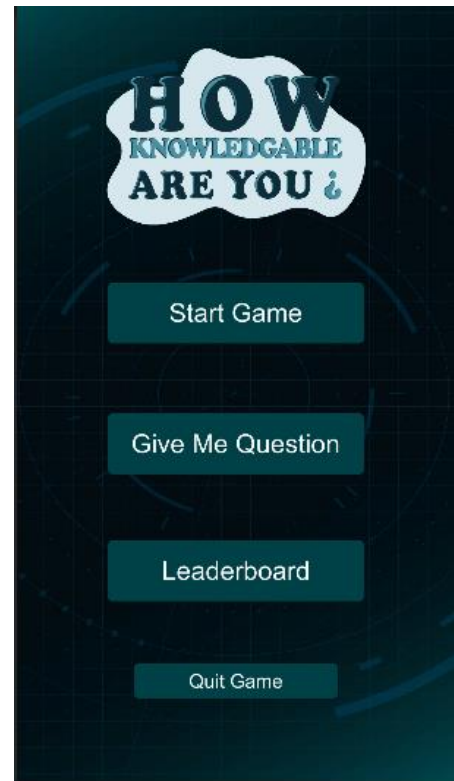 HOW
KNOWLEDGABLE
ARE YOU ¿
Start Game
Give Me Question
Leaderboard
Quit Game